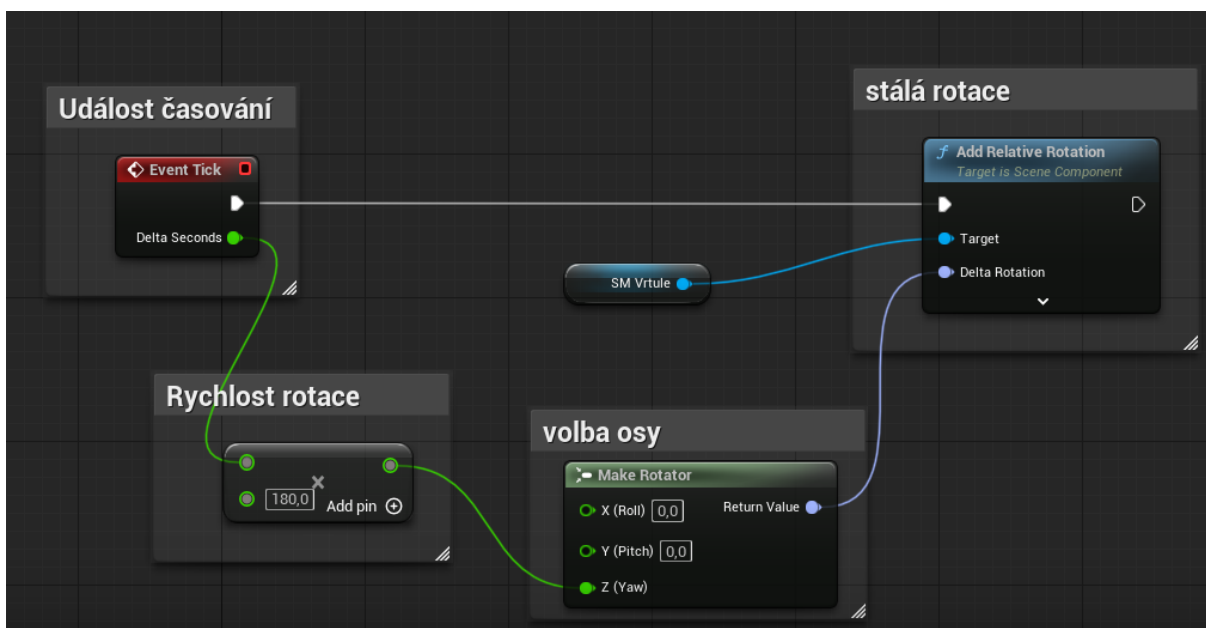 Událost časování
Event Tick
Delta Seconds
stálá rotace
Add Relative Rotation
Target is Scene Component
Target
Delta Rotation
SM Vrtule
Rychlost rotace
180,0
Add pin
volba osy
Make Rotator
X (Roll) 0,0
Return Value
Y (Pitch) 0,0
Z (Yaw)